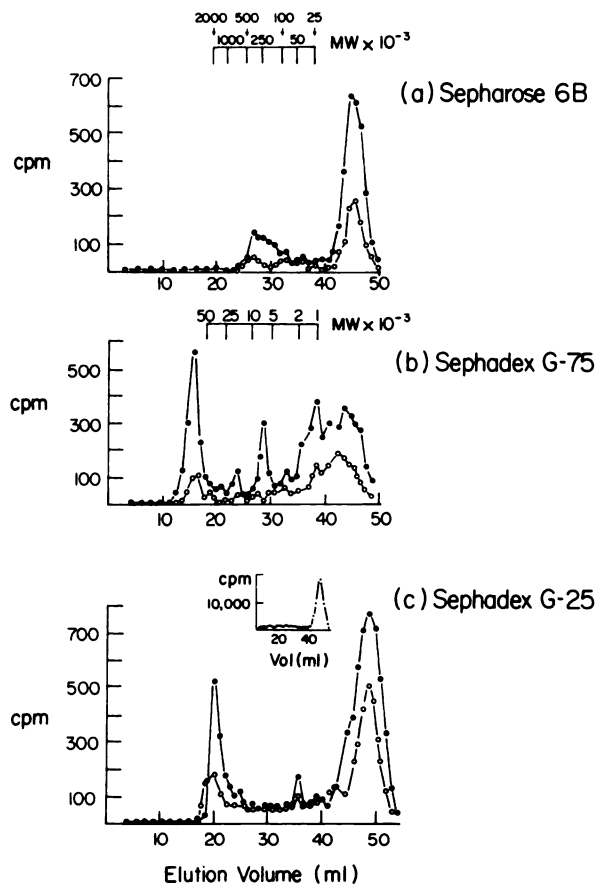 2000 500 100 25
1000 250 50
MW x 10⁻³
(a) Sepharose 6B
700
500
300
100
cpm
10 20 30 40 50
50 25 10 5 2 1
MW x 10⁻³
(b) Sephadex G-75
500
300
100
cpm
10 20 30 40 50
(c) Sephadex G-25
cpm
10,000
20 40
Vol (ml)
700
500
300
100
cpm
10 20 30 40 50
Elution Volume (ml)